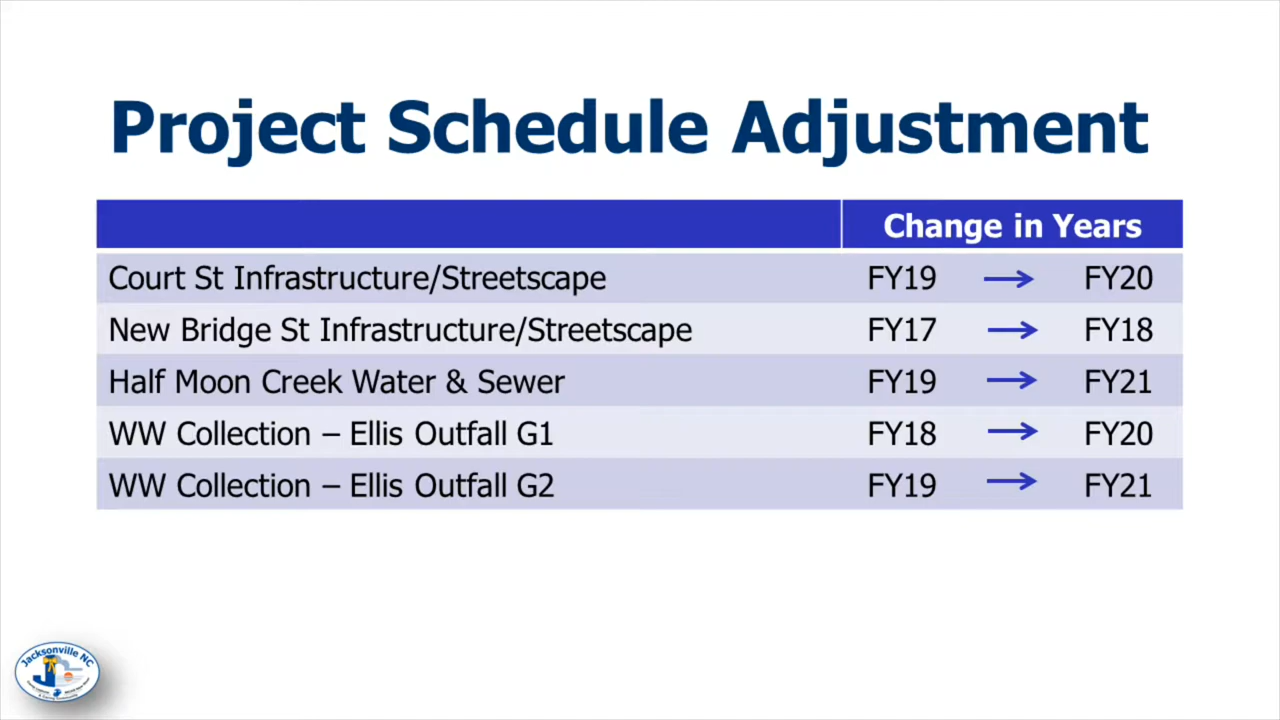 Project Schedule Adjustment
Change in Years
Court St Infrastructure/Streetscape FY19 → FY20
New Bridge St Infrastructure/Streetscape FY17 → FY18
Half Moon Creek Water & Sewer FY19 → FY21
WW Collection – Ellis Outfall G1 FY18 → FY20
WW Collection – Ellis Outfall G2 FY19 → FY21
Jacksonville NC